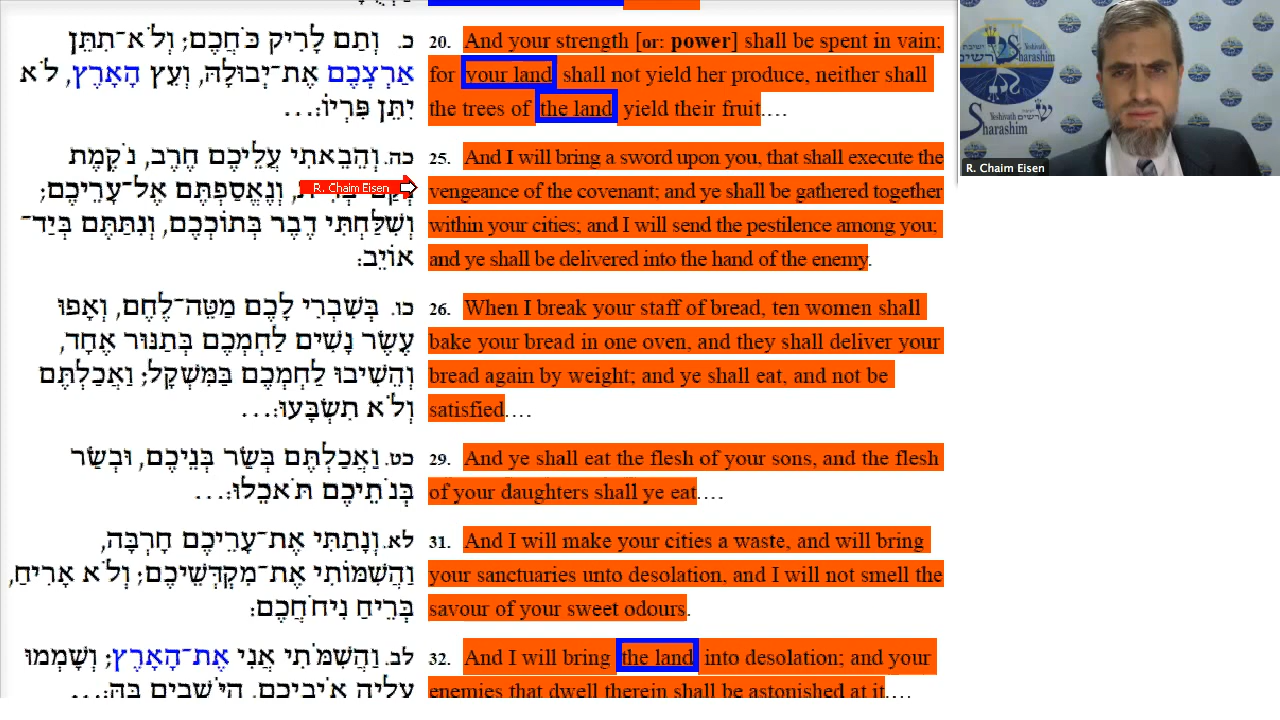 כ. וְתַם לָרִיק כֹּחֲכֶם; וְלֹא־תִתֵּן
אַרְצְכֶם אֶת־יְבוּלָהּ, וְעֵץ הָאָרֶץ, לֹא
יִתֵּן פִּרְיוֹ:…
20. And your strength [or: power] shall be spent in vain;
for your land shall not yield her produce, neither shall
the trees of the land yield their fruit….
כה. וְהֵבֵאתִי עֲלֵיכֶם חֶרֶב, נֹקֶמֶת
וְנֶאֱסַפְתֶּם אֶל־עָרֵיכֶם;
וְשִׁלַּחְתִּי דֶבֶר בְּתוֹכְכֶם, וְנִתַּתֶּם בְּיַד־
אוֹיֵב:
R. Chaim Eisen
25. And I will bring a sword upon you, that shall execute the
vengeance of the covenant; and ye shall be gathered together
within your cities; and I will send the pestilence among you;
and ye shall be delivered into the hand of the enemy.
כו. בְּשִׁבְרִי לָכֶם מַטֵּה־לֶחֶם, וְאָפוּ
עֶשֶׂר נָשִׁים לַחְמְכֶם בְּתַנּוּר אֶחָד,
וְהֵשִׁיבוּ לַחְמְכֶם בַּמִּשְׁקָל; וַאֲכַלְתֶּם
וְלֹא תִשְׂבָּעוּ:…
26. When I break your staff of bread, ten women shall
bake your bread in one oven, and they shall deliver your
bread again by weight; and ye shall eat, and not be
satisfied….
כט. וַאֲכַלְתֶּם בְּשַׂר בְּנֵיכֶם, וּבְשַׂר
בְּנֹתֵיכֶם תֹּאכֵלוּ:…
29. And ye shall eat the flesh of your sons, and the flesh
of your daughters shall ye eat….
לא. וְנָתַתִּי אֶת־עָרֵיכֶם חָרְבָּה,
וַהֲשִׁמּוֹתִי אֶת־מִקְדְּשֵׁיכֶם; וְלֹא אָרִיחַ,
בְּרֵיחַ נִיחֹחֲכֶם:
31. And I will make your cities a waste, and will bring
your sanctuaries unto desolation, and I will not smell the
savour of your sweet odours.
לב. וַהֲשִׁמֹּתִי אֲנִי אֶת־הָאָרֶץ; וְשָׁמְמוּ
עָלֶיהָ אֹיְבֵיכֶם, הַיֹּשְׁבִים בָּהּ:…
32. And I will bring the land into desolation; and your
enemies that dwell therein shall be astonished at it….
Yeshivath
Sharashim
Yeshivath
Sharashim
R. Chaim Eisen